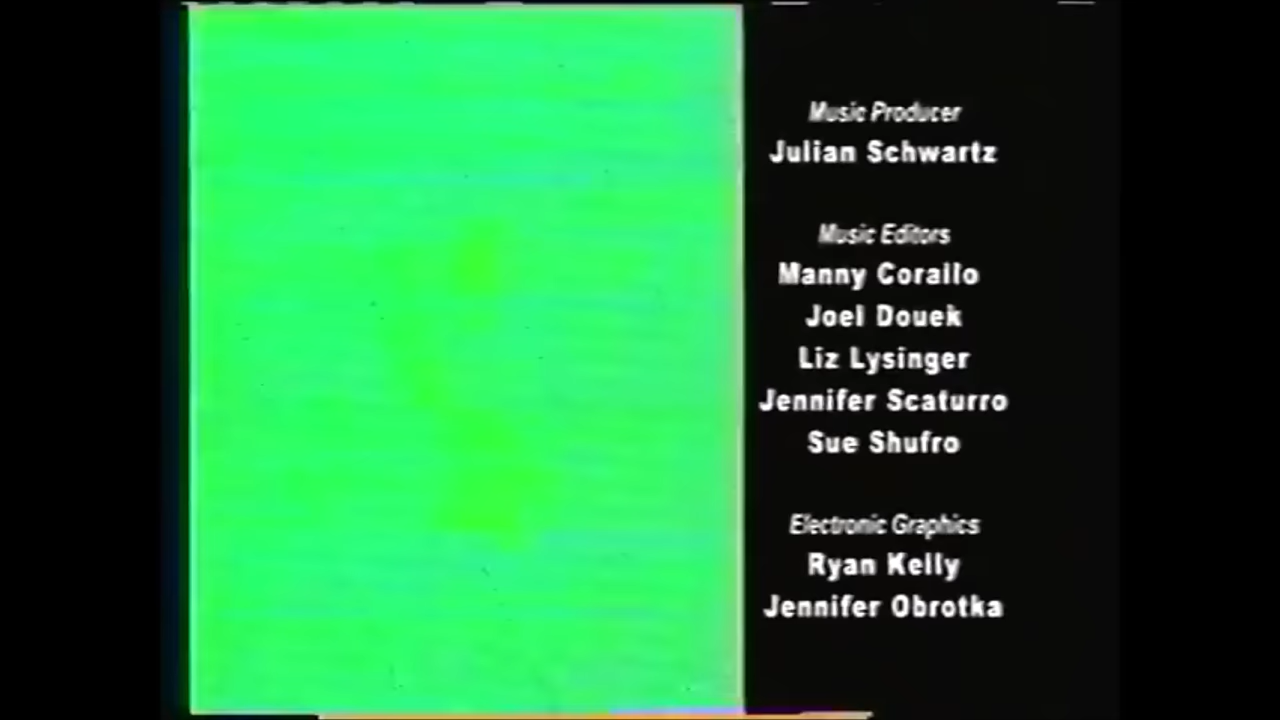 Music Producer
Julian Schwartz
Music Editors
Manny Corallo
Joel Douek
Liz Lysinger
Jennifer Scaturro
Sue Shufro
Electronic Graphics
Ryan Kelly
Jennifer Obrotka